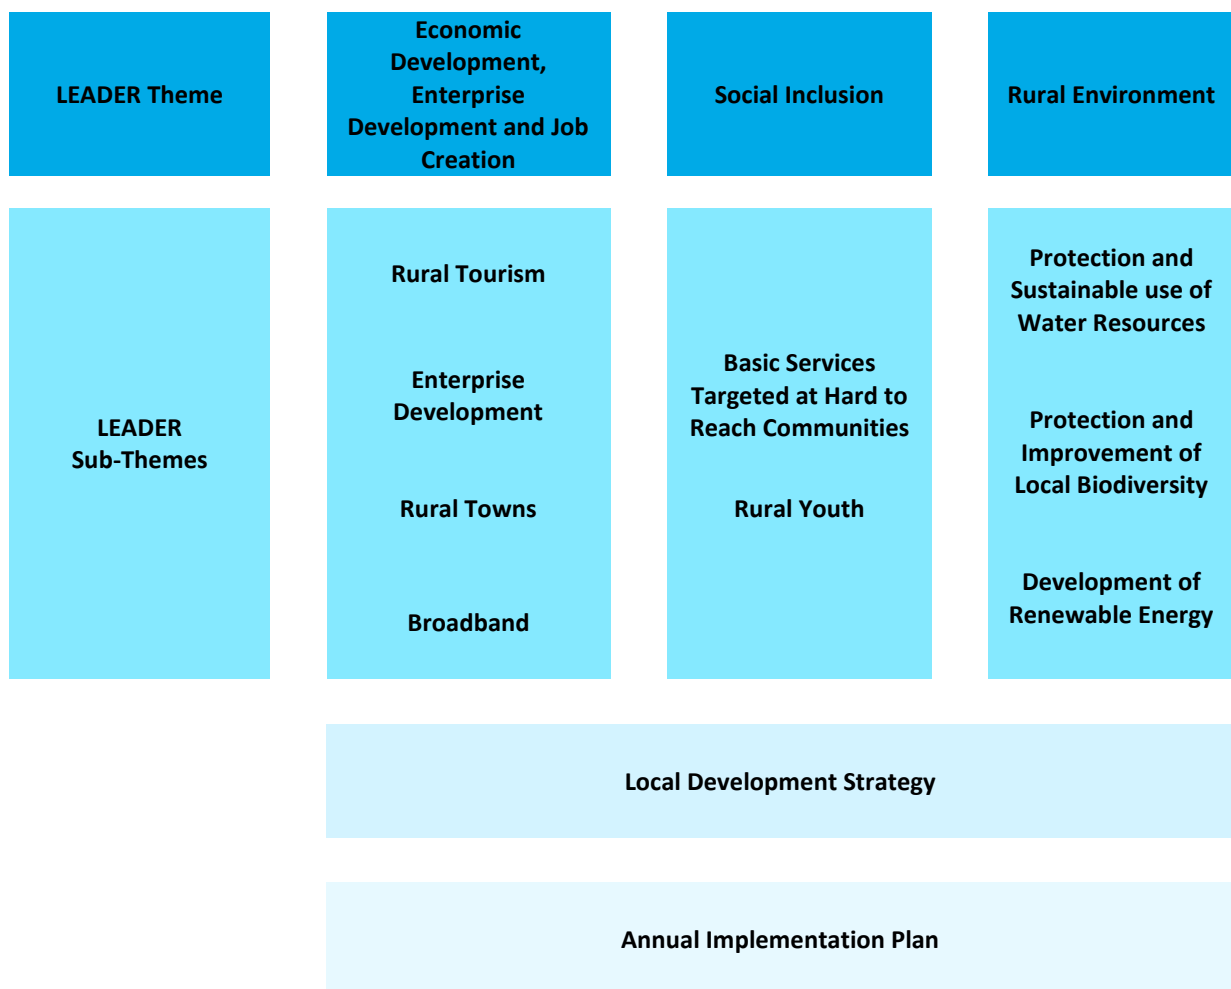 LEADER Theme
Economic
Development,
Enterprise
Development and Job
Creation
Social Inclusion
Rural Environment
LEADER
Sub-Themes
Rural Tourism
Enterprise
Development
Rural Towns
Broadband
Basic Services
Targeted at Hard to
Reach Communities
Rural Youth
Protection and
Sustainable use of
Water Resources
Protection and
Improvement of
Local Biodiversity
Development of
Renewable Energy
Local Development Strategy
Annual Implementation Plan